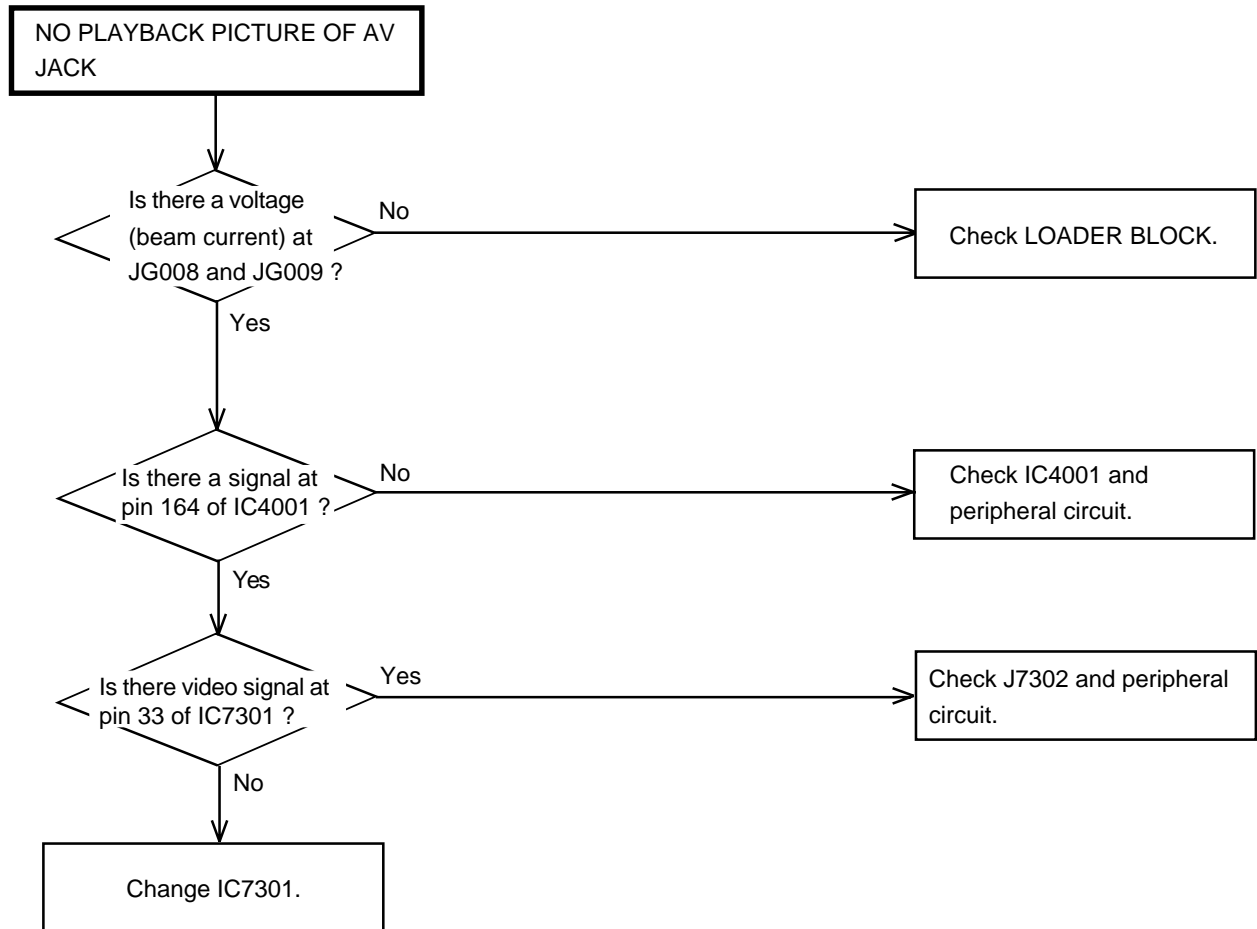 NO PLAYBACK PICTURE OF AV
JACK
Is there a voltage
(beam current) at
JG008 and JG009 ?
No
Check LOADER BLOCK.
Yes
Is there a signal at
pin 164 of IC4001 ?
No
Check IC4001 and
peripheral circuit.
Yes
Is there video signal at
pin 33 of IC7301 ?
Yes
Check J7302 and peripheral
circuit.
No
Change IC7301.